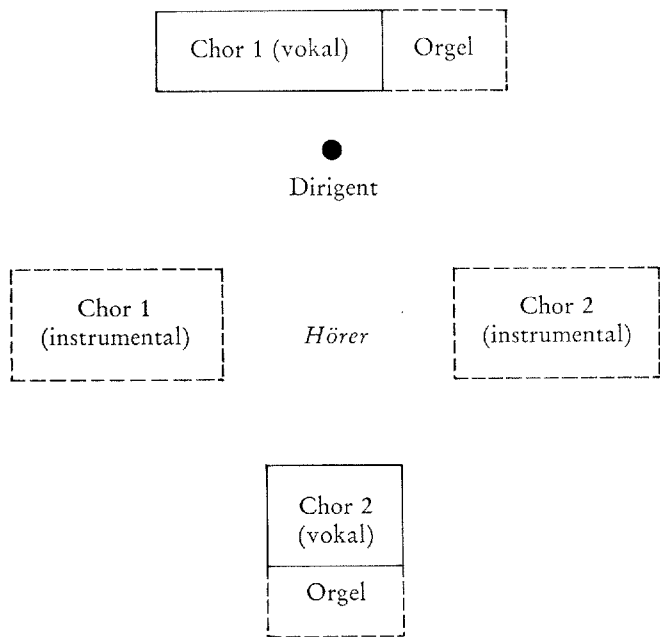 Chor 1 (vokal)
Orgel
Dirigent
Chor 1
(instrumental)
Hörer
Chor 2
(instrumental)
Chor 2
(vokal)
Orgel